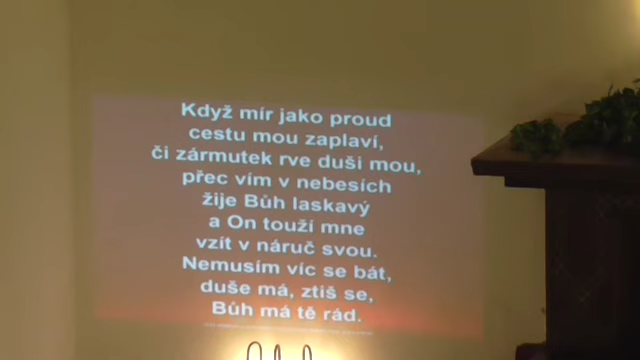 Když mír jako proud
cestu mou zaplaví,
či zármutek rve duši mou,
přec vím v nebesích
žije Bůh laskavý
a On touží mne
vzít v náruč svou.
Nemusím víc se bát,
duše má, ztiš se,
Bůh má tě rád.